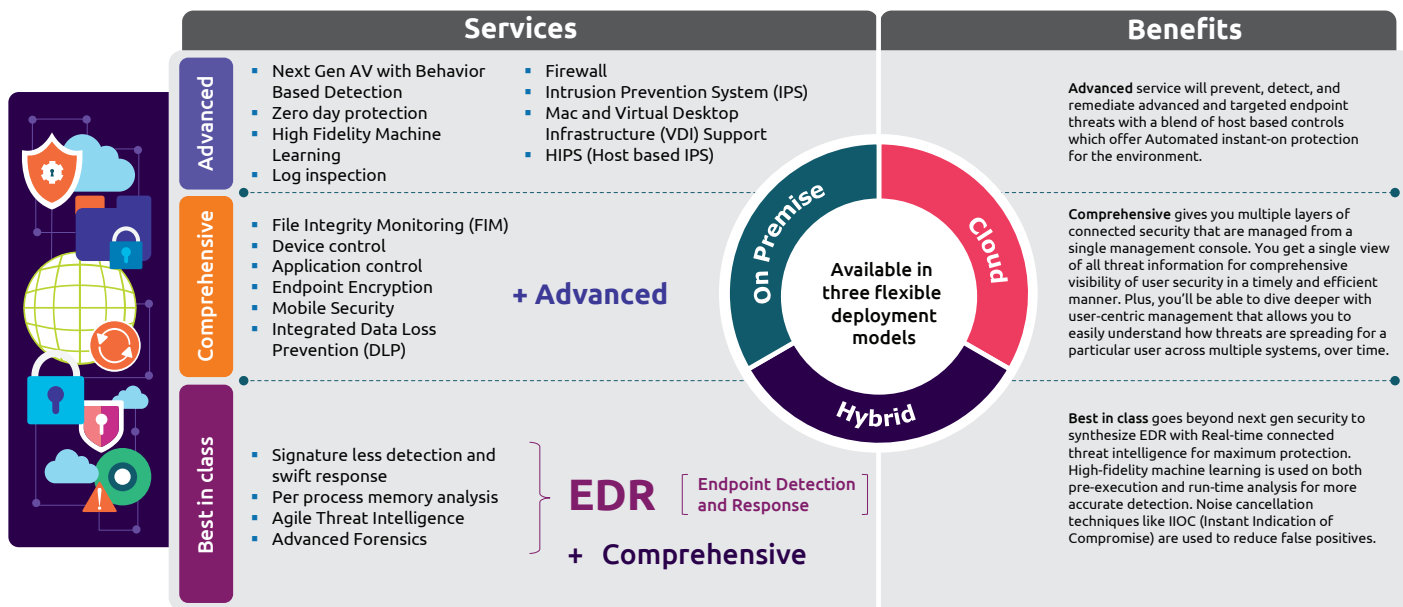 Services
Benefits
Advanced
▪ Next Gen AV with Behavior
Based Detection
▪ Zero day protection
▪ High Fidelity Machine
Learning
▪ Log inspection
▪ Firewall
▪ Intrusion Prevention System (IPS)
▪ Mac and Virtual Desktop
Infrastructure (VDI) Support
▪ HIPS (Host based IPS)
Advanced service will prevent, detect, and
remediate advanced and targeted endpoint
threats with a blend of host based controls
which offer Automated instant-on protection
for the environment.
Comprehensive
▪ File Integrity Monitoring (FIM)
▪ Device control
▪ Application control
▪ Endpoint Encryption
▪ Mobile Security
▪ Integrated Data Loss
Prevention (DLP)
+ Advanced
On Premise
Cloud
Hybrid
Available in
three flexible
deployment
models
Comprehensive gives you multiple layers of
connected security that are managed from a
single management console. You get a single view
of all threat information for comprehensive
visibility of user security in a timely and efficient
manner. Plus, you’ll be able to dive deeper with
user-centric management that allows you to
easily understand how threats are spreading for a
particular user across multiple systems, over time.
Best in class
▪ Signature less detection and
swift response
▪ Per process memory analysis
▪ Agile Threat Intelligence
▪ Advanced Forensics
EDR
Endpoint Detection
and Response
+ Comprehensive
Best in class goes beyond next gen security to
synthesize EDR with Real-time connected
threat intelligence for maximum protection.
High-fidelity machine learning is used on both
pre-execution and run-time analysis for more
accurate detection. Noise cancellation
techniques like IIOC (Instant Indication of
Compromise) are used to reduce false positives.